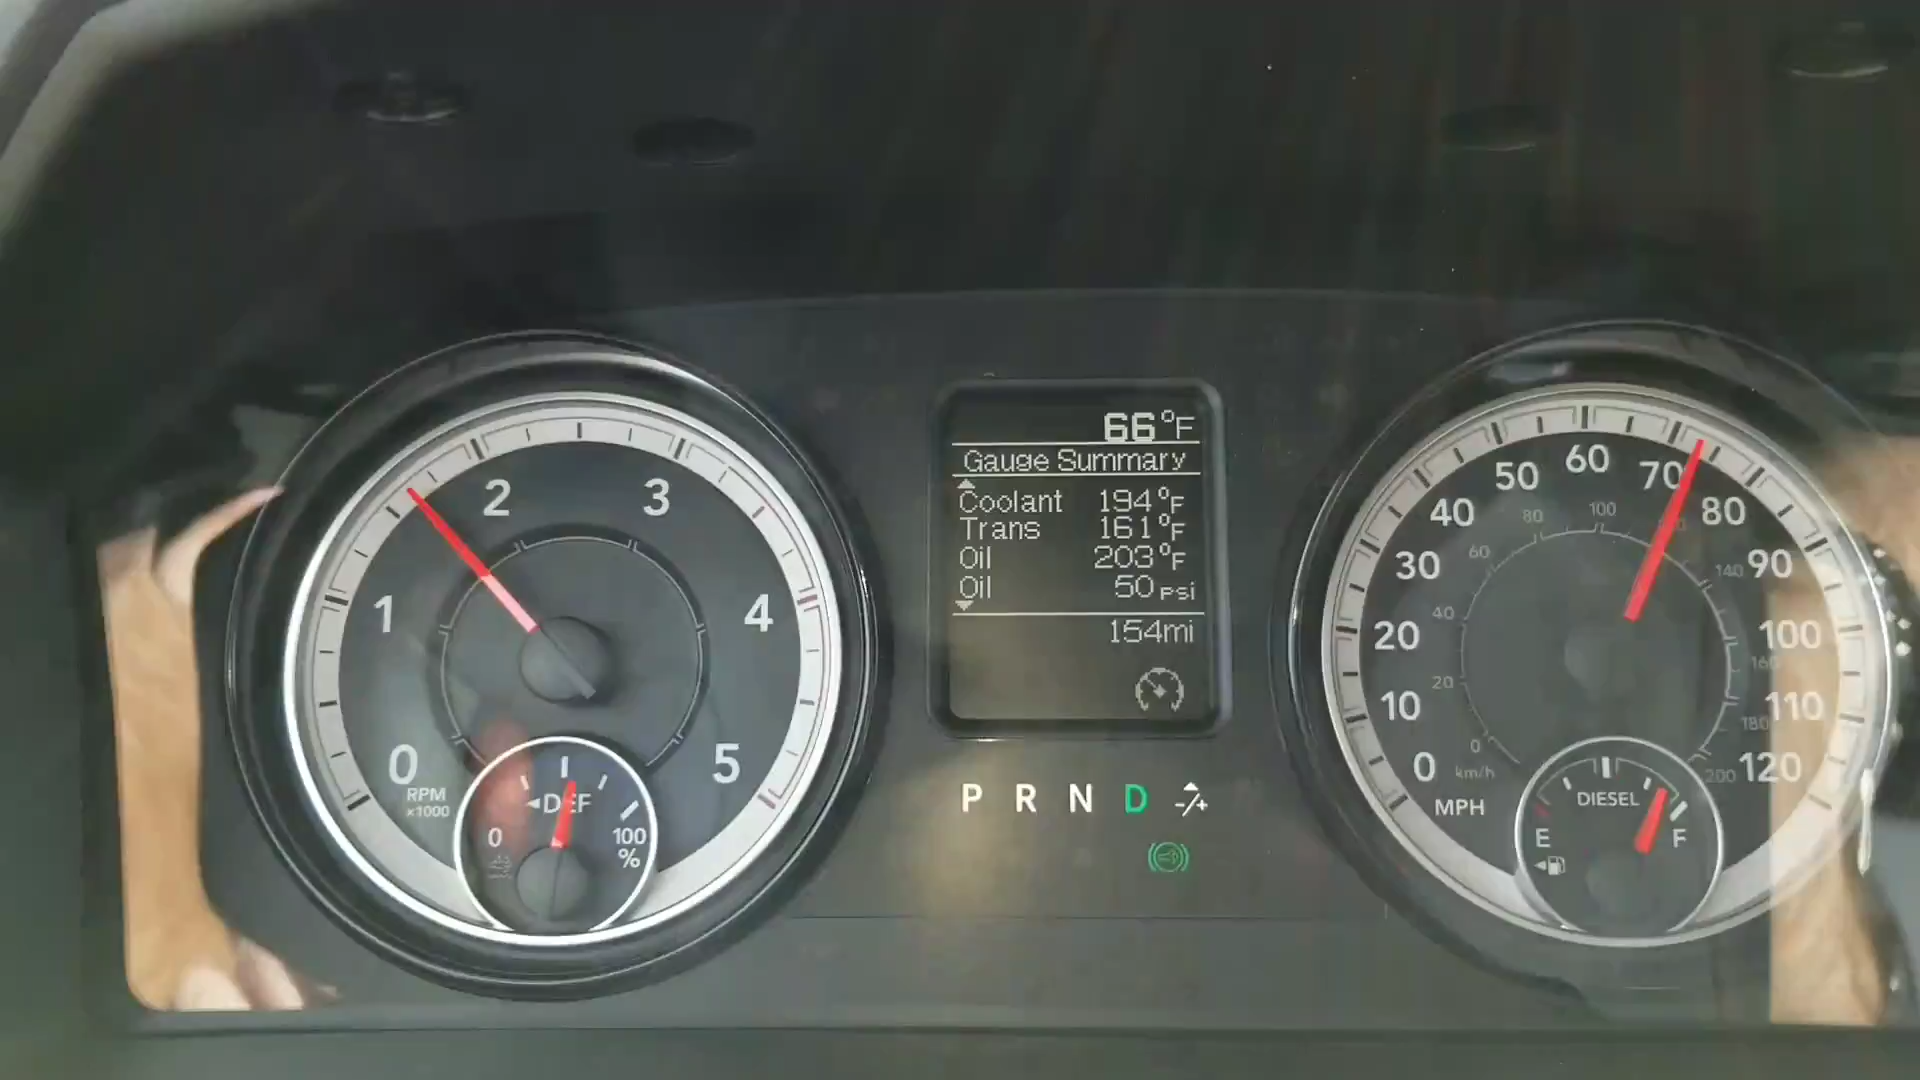 66°F
Gauge Summary
Coolant 194°F
Trans 161°F
Oil 203°F
Oil 50 PSI
154mi
P R N D -/+
0 1 2 3 4 5
RPM
x1000
DEF
0 100
%
0 10 20 30 40 50 60 70 80 90 100 110 120
MPH
0 20 40 60 80 100 140 160 180 200
km/h
DIESEL
E F